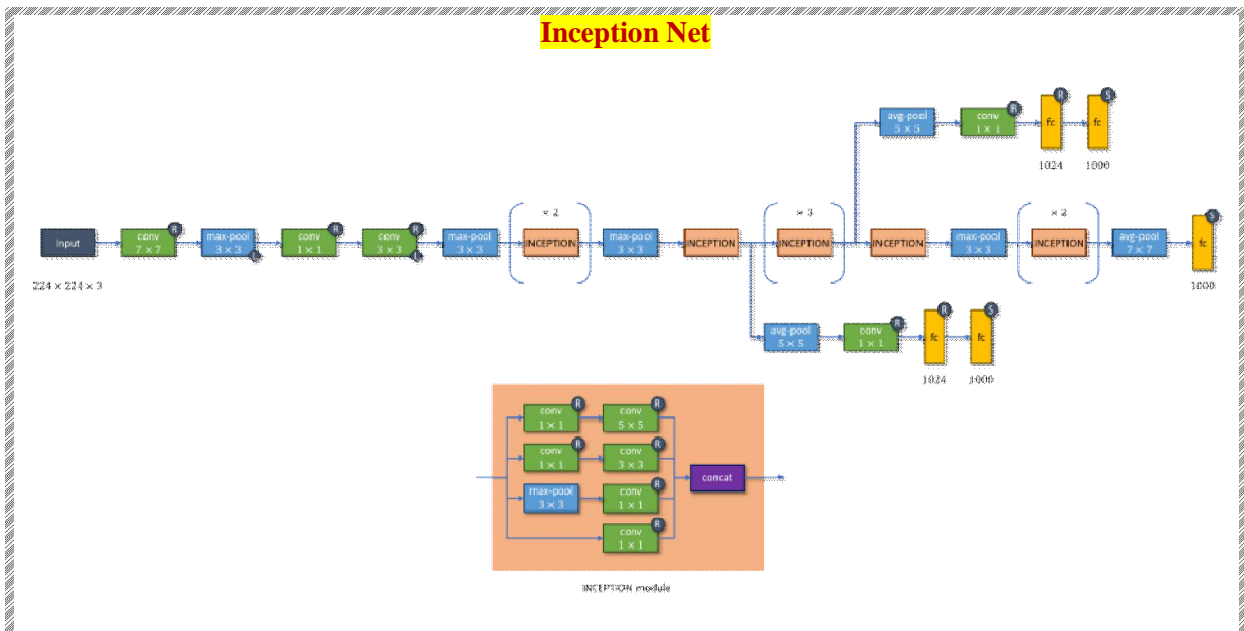 Inception Net
avg-pool
5 × 5
conv
1 × 1
R
fc
R
fc
S
1024
1000
× 2
× 3
× 2
input
conv
7 × 7
R
max-pool
3 × 3
L
conv
1 × 1
R
conv
3 × 3
R
L
max-pool
3 × 3
INCEPTION
max-pool
3 × 3
INCEPTION
INCEPTION
INCEPTION
max-pool
3 × 3
INCEPTION
avg-pool
7 × 7
fc
S
224 × 224 × 3
1000
avg-pool
5 × 5
conv
1 × 1
R
fc
R
fc
S
1024
1000
conv
1 × 1
R
conv
5 × 5
R
conv
1 × 1
R
conv
3 × 3
R
max-pool
3 × 3
conv
1 × 1
R
conv
1 × 1
R
concat
INCEPTION module